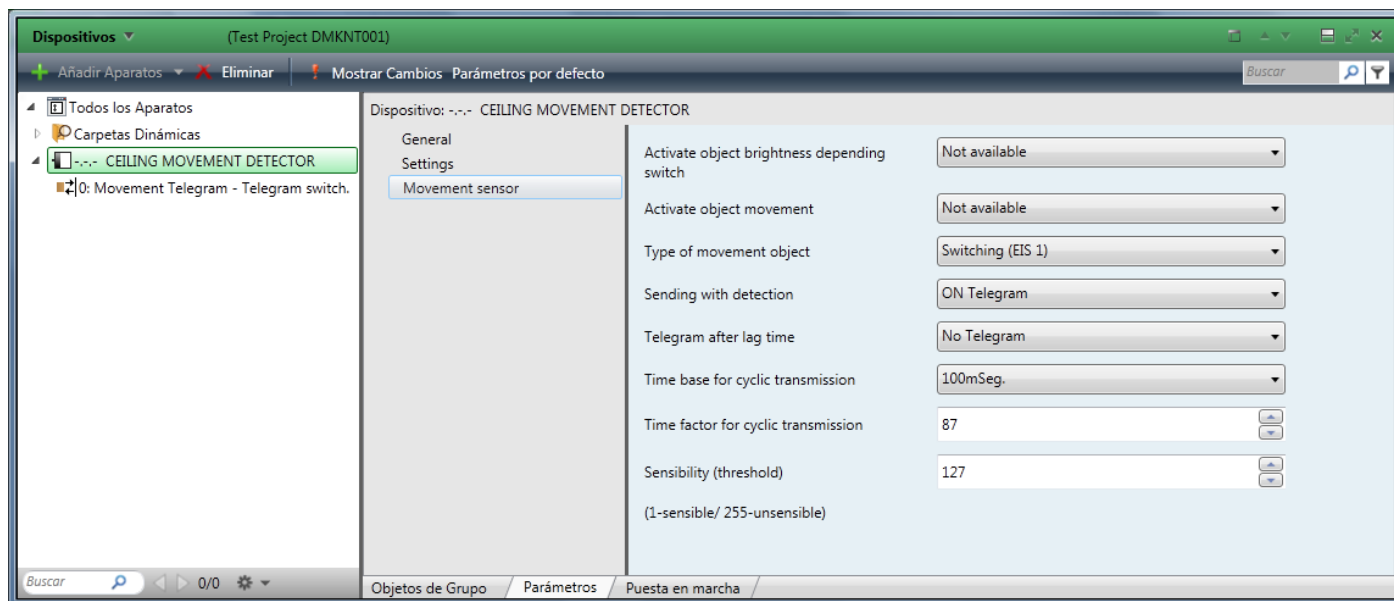 Dispositivos (Test Project DMKNT001)
Añadir Aparatos Eliminar Mostrar Cambios Parámetros por defecto Buscar
Todos los Aparatos
Carpetas Dinámicas
-.-.- CEILING MOVEMENT DETECTOR
0: Movement Telegram - Telegram switch.
Buscar 0/0
Dispositivo: -.-.- CEILING MOVEMENT DETECTOR
General
Settings
Movement sensor
Activate object brightness depending
switch
Not available
Activate object movement Not available
Type of movement object Switching (EIS 1)
Sending with detection ON Telegram
Telegram after lag time No Telegram
Time base for cyclic transmission 100mSeg.
Time factor for cyclic transmission 87
Sensibility (threshold) 127
(1-sensible/ 255-unsensible)
Objetos de Grupo Parámetros Puesta en marcha